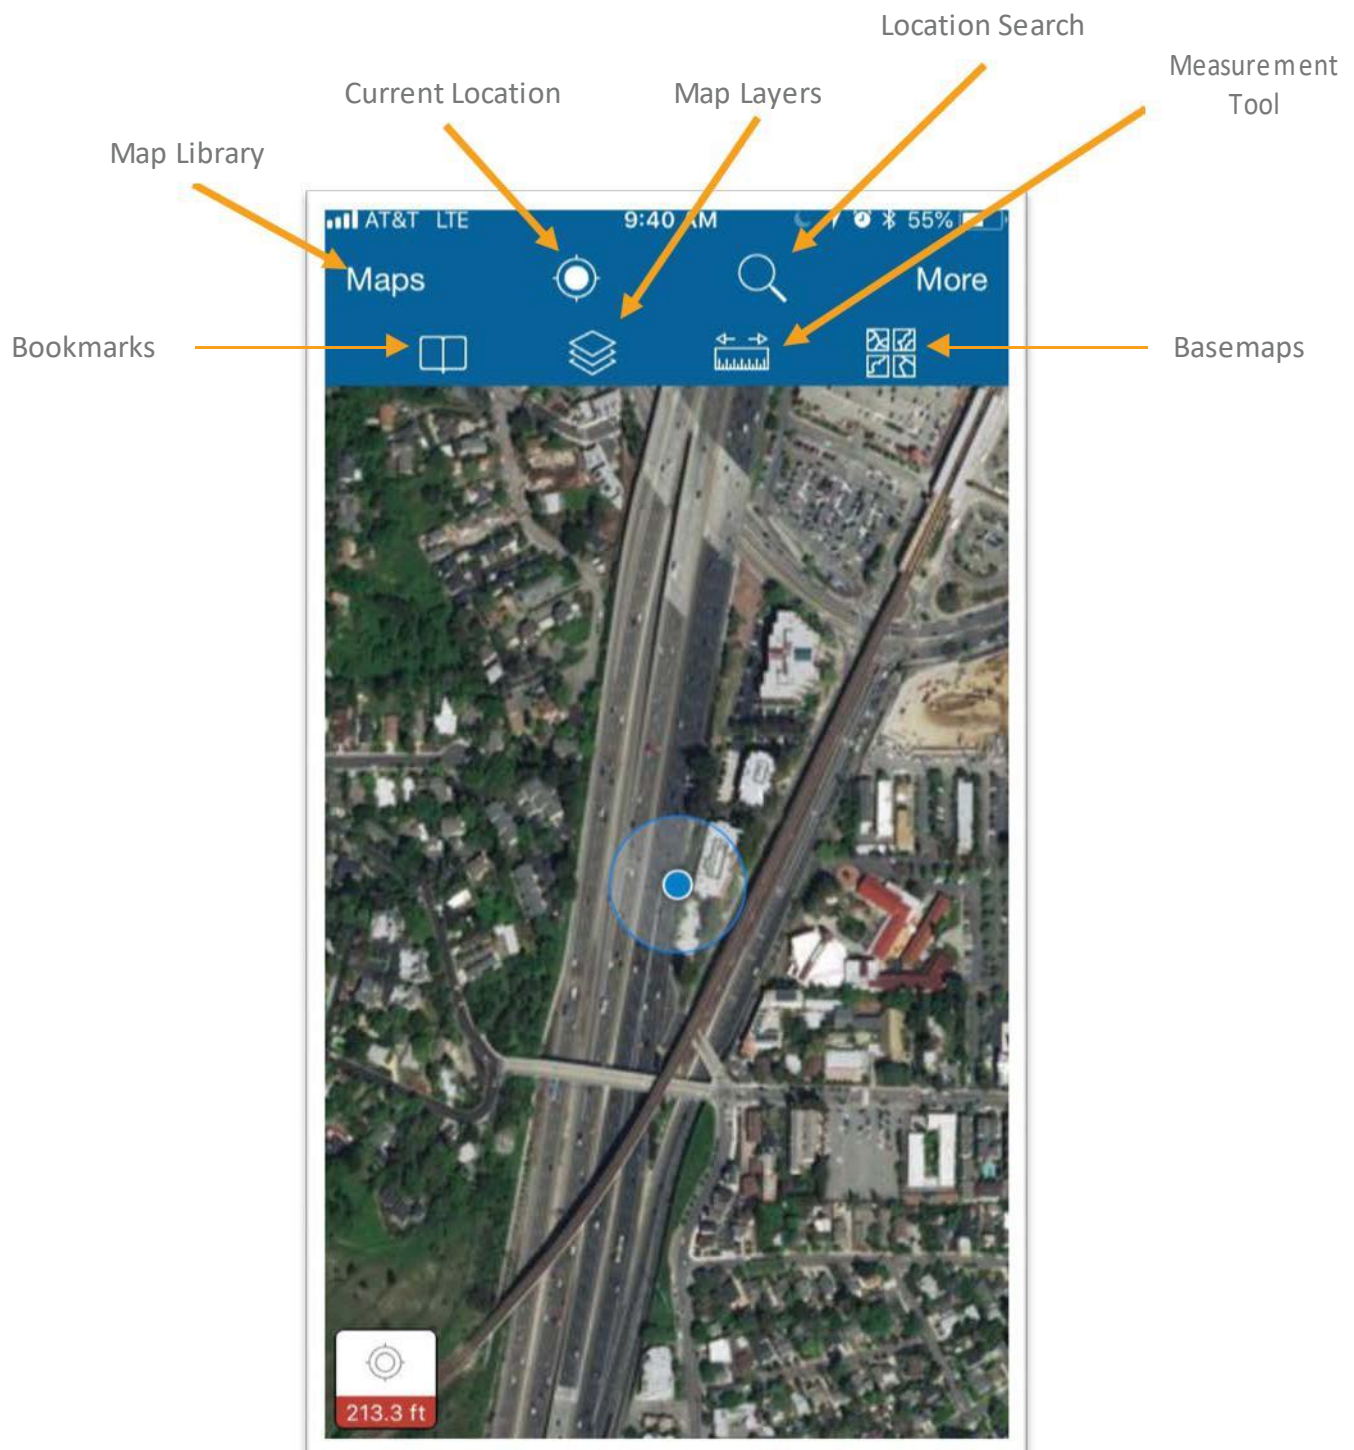 Location Search
Measurement
Tool
Current Location
Map Layers
Map Library
AT&T LTE
9:40 AM
55%
Maps
More
Bookmarks
Basemaps
213.3 ft